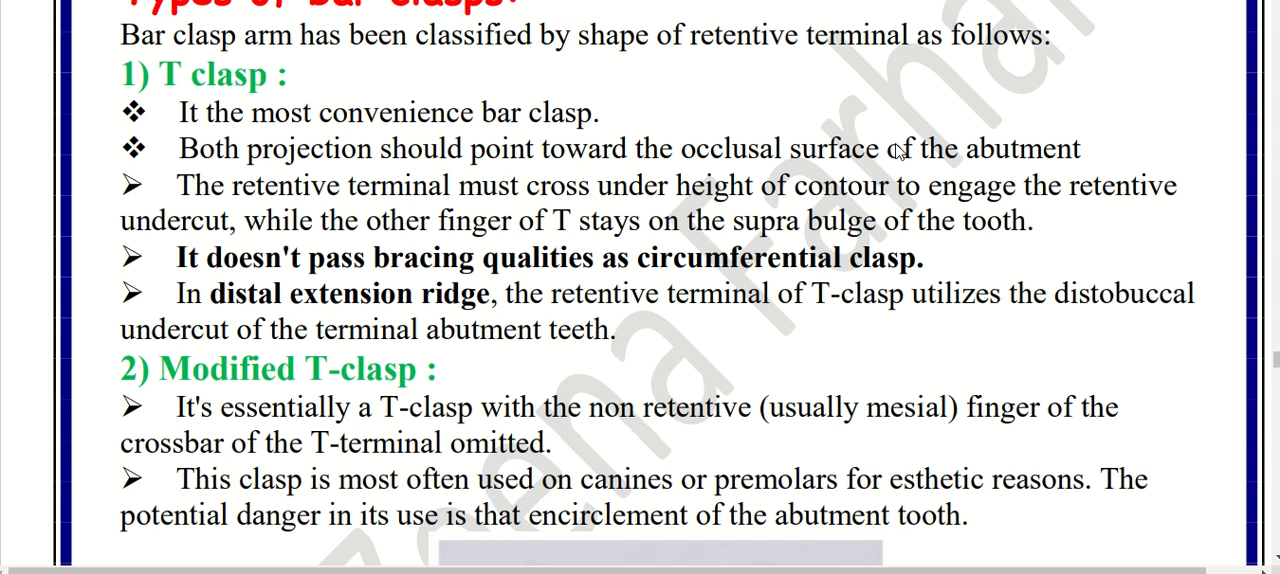 Types of bar clasps:
Bar clasp arm has been classified by shape of retentive terminal as follows:
1) T clasp :
❖ It the most convenience bar clasp.
❖ Both projection should point toward the occlusal surface of the abutment
➢ The retentive terminal must cross under height of contour to engage the retentive
undercut, while the other finger of T stays on the supra bulge of the tooth.
➢ It doesn't pass bracing qualities as circumferential clasp.
➢ In distal extension ridge, the retentive terminal of T-clasp utilizes the distobuccal
undercut of the terminal abutment teeth.
2) Modified T-clasp :
➢ It's essentially a T-clasp with the non retentive (usually mesial) finger of the
crossbar of the T-terminal omitted.
➢ This clasp is most often used on canines or premolars for esthetic reasons. The
potential danger in its use is that encirclement of the abutment tooth.
Zeena Farhan